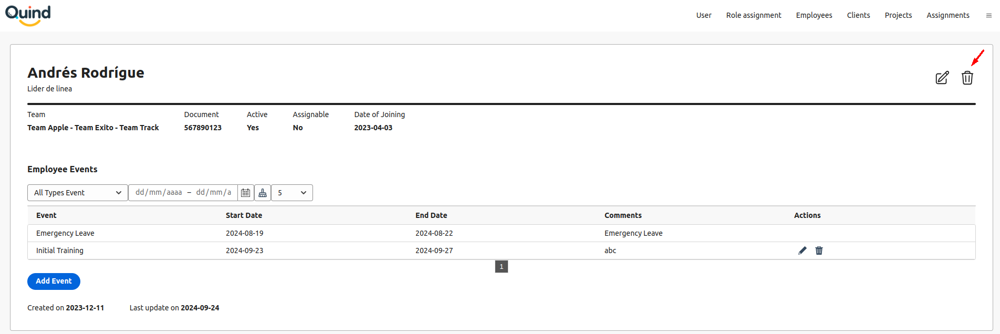 Quind
User Role assignment Employees Clients Projects Assignments
Andrés Rodrígue
Lider de linea
Team Document Active Assignable Date of Joining
Team Apple - Team Exito - Team Track 567890123 Yes No 2023-04-03
Employee Events
All Types Event dd/mm/aaaa – dd/mm/a 5
Event Start Date End Date Comments Actions
Emergency Leave 2024-08-19 2024-08-22 Emergency Leave
Initial Training 2024-09-23 2024-09-27 abc
1
Add Event
Created on 2023-12-11 Last update on 2024-09-24